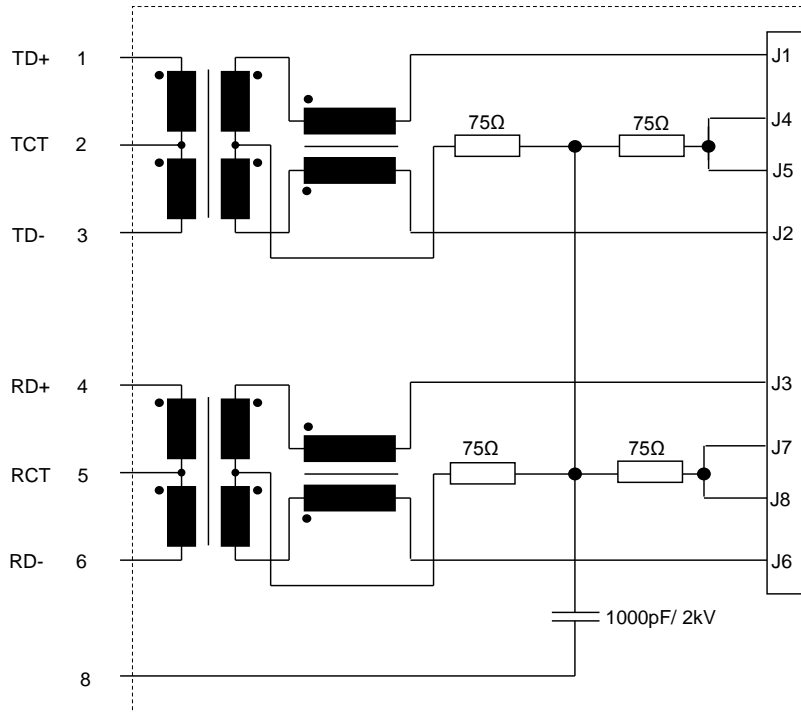 TD+ 1
J1
75Ω
75Ω
J4
TCT 2
J5
TD- 3
J2
RD+ 4
J3
75Ω
75Ω
J7
RCT 5
J8
RD- 6
J6
1000pF/ 2kV
8